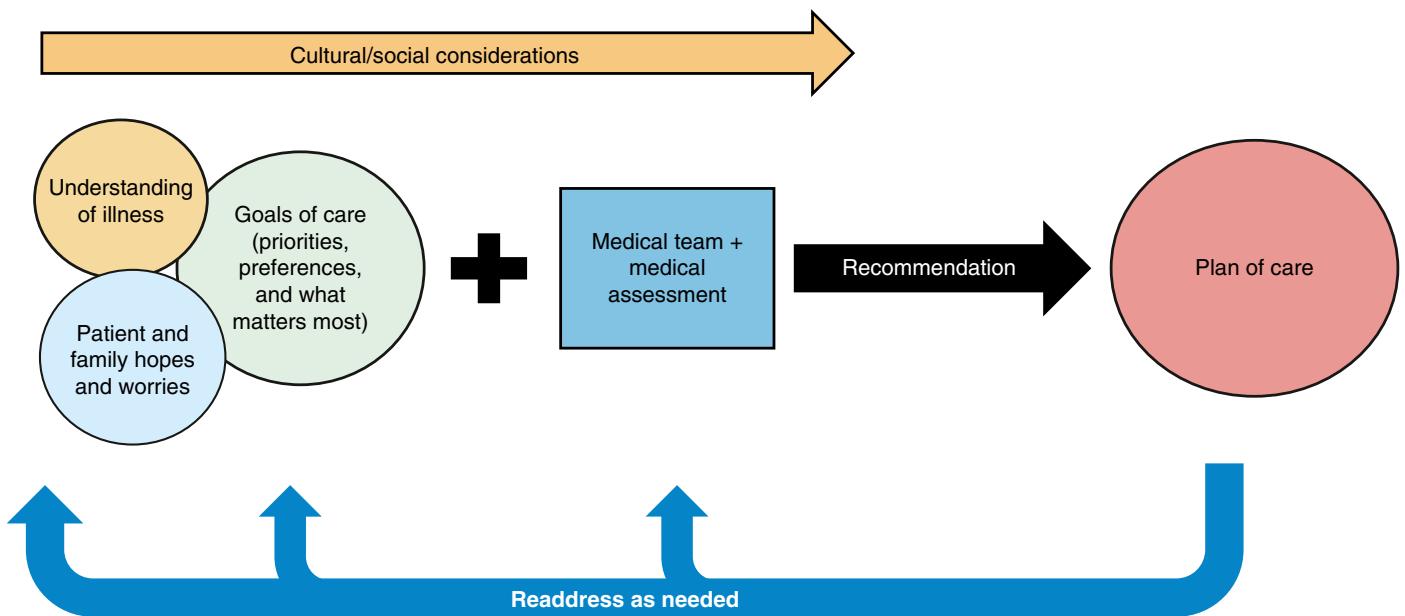 Cultural/social considerations
Understanding
of illness
Goals of care
(priorities,
preferences,
and what
matters most)
Patient and
family hopes
and worries
Medical team +
medical
assessment
Recommendation
Plan of care
Readdress as needed